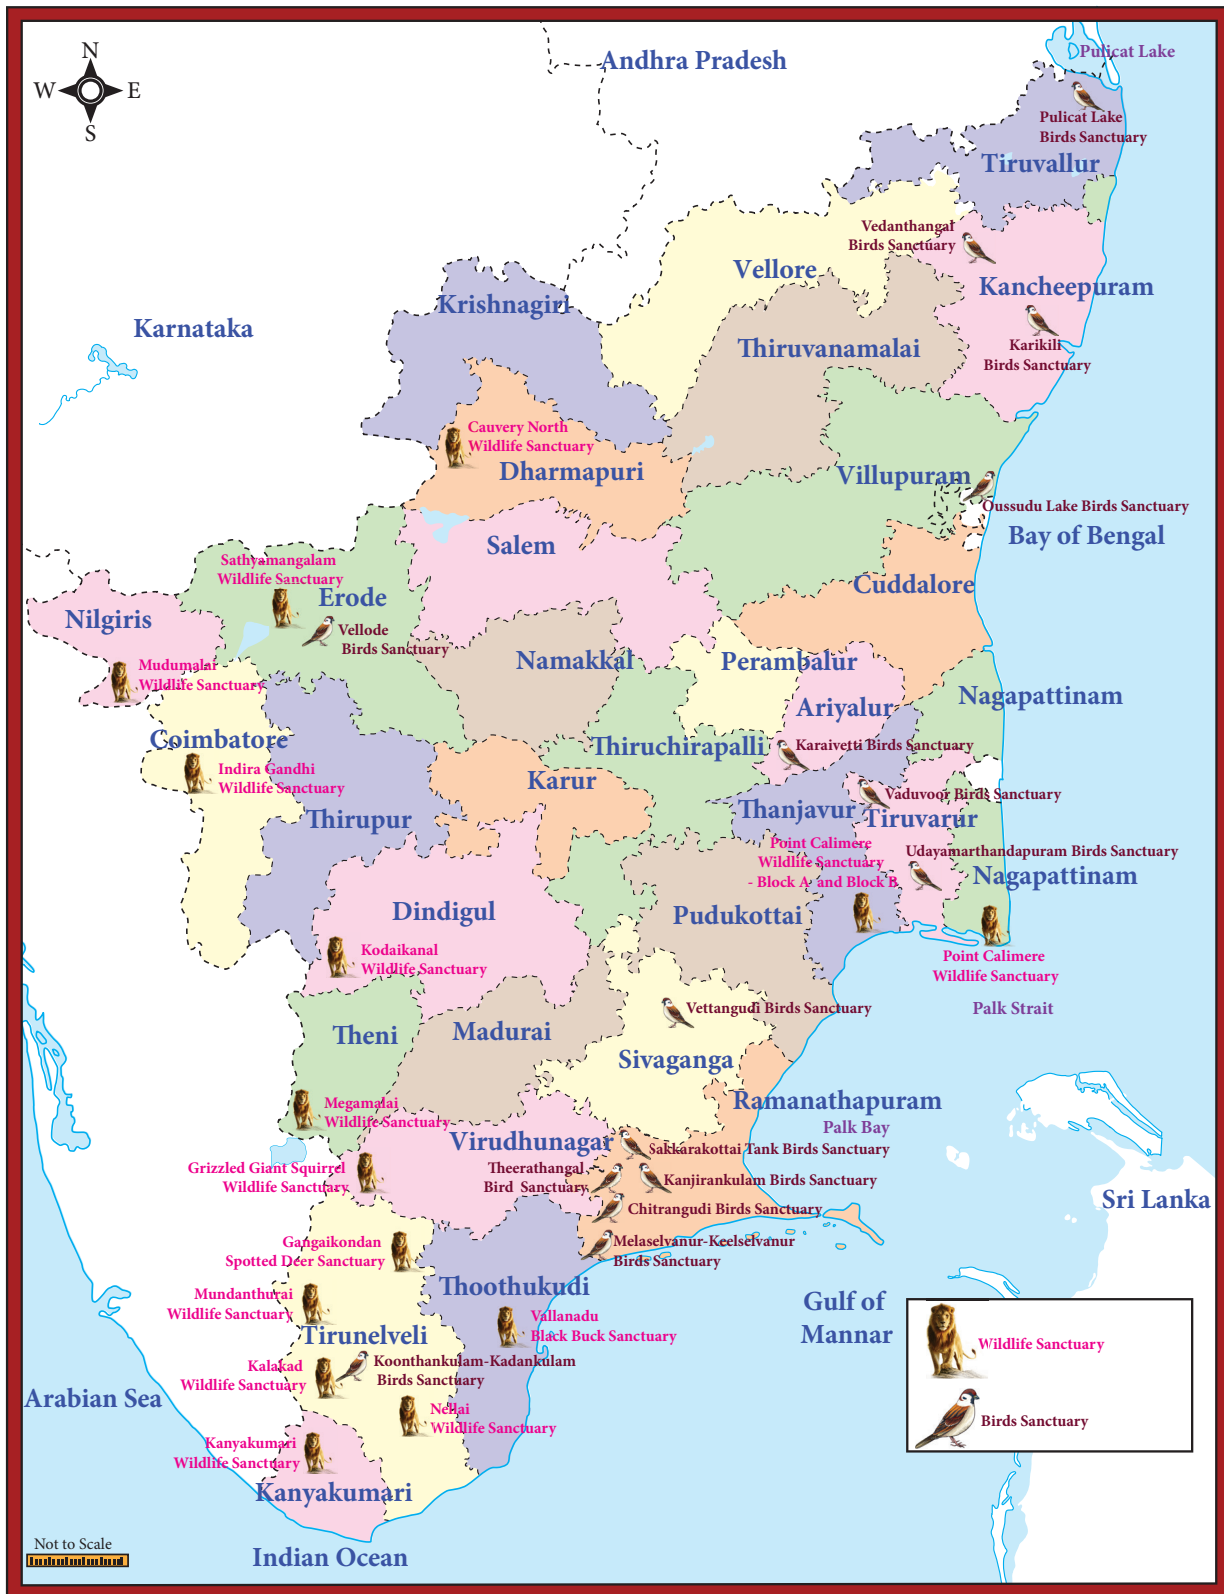 N
W
E
S
Andhra Pradesh
Pulicat Lake
Pulicat Lake
Birds Sanctuary
Tiruvallur
Vedanthangal
Birds Sanctuary
Vellore
Kancheepuram
Krishnagiri
Karnataka
Thiruvanamalai
Karikili
Birds Sanctuary
Cauvery North
Wildlife Sanctuary
Dharmapuri
Villupuram
Oussudu Lake Birds Sanctuary
Bay of Bengal
Salem
Sathyamangalam
Wildlife Sanctuary
Erode
Cuddalore
Nilgiris
Vellode
Birds Sanctuary
Mudumalai
Wildlife Sanctuary
Namakkal
Perambalur
Nagapattinam
Ariyalur
Coimbatore
Thiruchirapalli
Karaivetti Birds Sanctuary
Indira Gandhi
Wildlife Sanctuary
Karur
Vaduvoor Birds Sanctuary
Thirupur
Thanjavur
Tiruvarur
Point Calimere
Wildlife Sanctuary
- Block A and Block B
Udayamarthandapuram Birds Sanctuary
Nagapattinam
Dindigul
Pudukottai
Kodaikanal
Wildlife Sanctuary
Point Calimere
Wildlife Sanctuary
Palk Strait
Vettangudi Birds Sanctuary
Theni
Madurai
Sivaganga
Megamalai
Wildlife Sanctuary
Ramanathapuram
Palk Bay
Virudhunagar
Sakkarakottai Tank Birds Sanctuary
Grizzled Giant Squirrel
Wildlife Sanctuary
Theerathangal
Bird Sanctuary
Kanjirankulam Birds Sanctuary
Sri Lanka
Chitrangudi Birds Sanctuary
Gangaikondan
Spotted Deer Sanctuary
Melaselvanur-Keelselvanur
Birds Sanctuary
Mundanthurai
Wildlife Sanctuary
Thoothukudi
Gulf of
Mannar
Vallanadu
Black Buck Sanctuary
Tirunelveli
Wildlife Sanctuary
Kalakad
Wildlife Sanctuary
Koonthankulam-Kadankulam
Birds Sanctuary
Arabian Sea
Nellai
Wildlife Sanctuary
Birds Sanctuary
Kanyakumari
Wildlife Sanctuary
Kanyakumari
Not to Scale
Indian Ocean